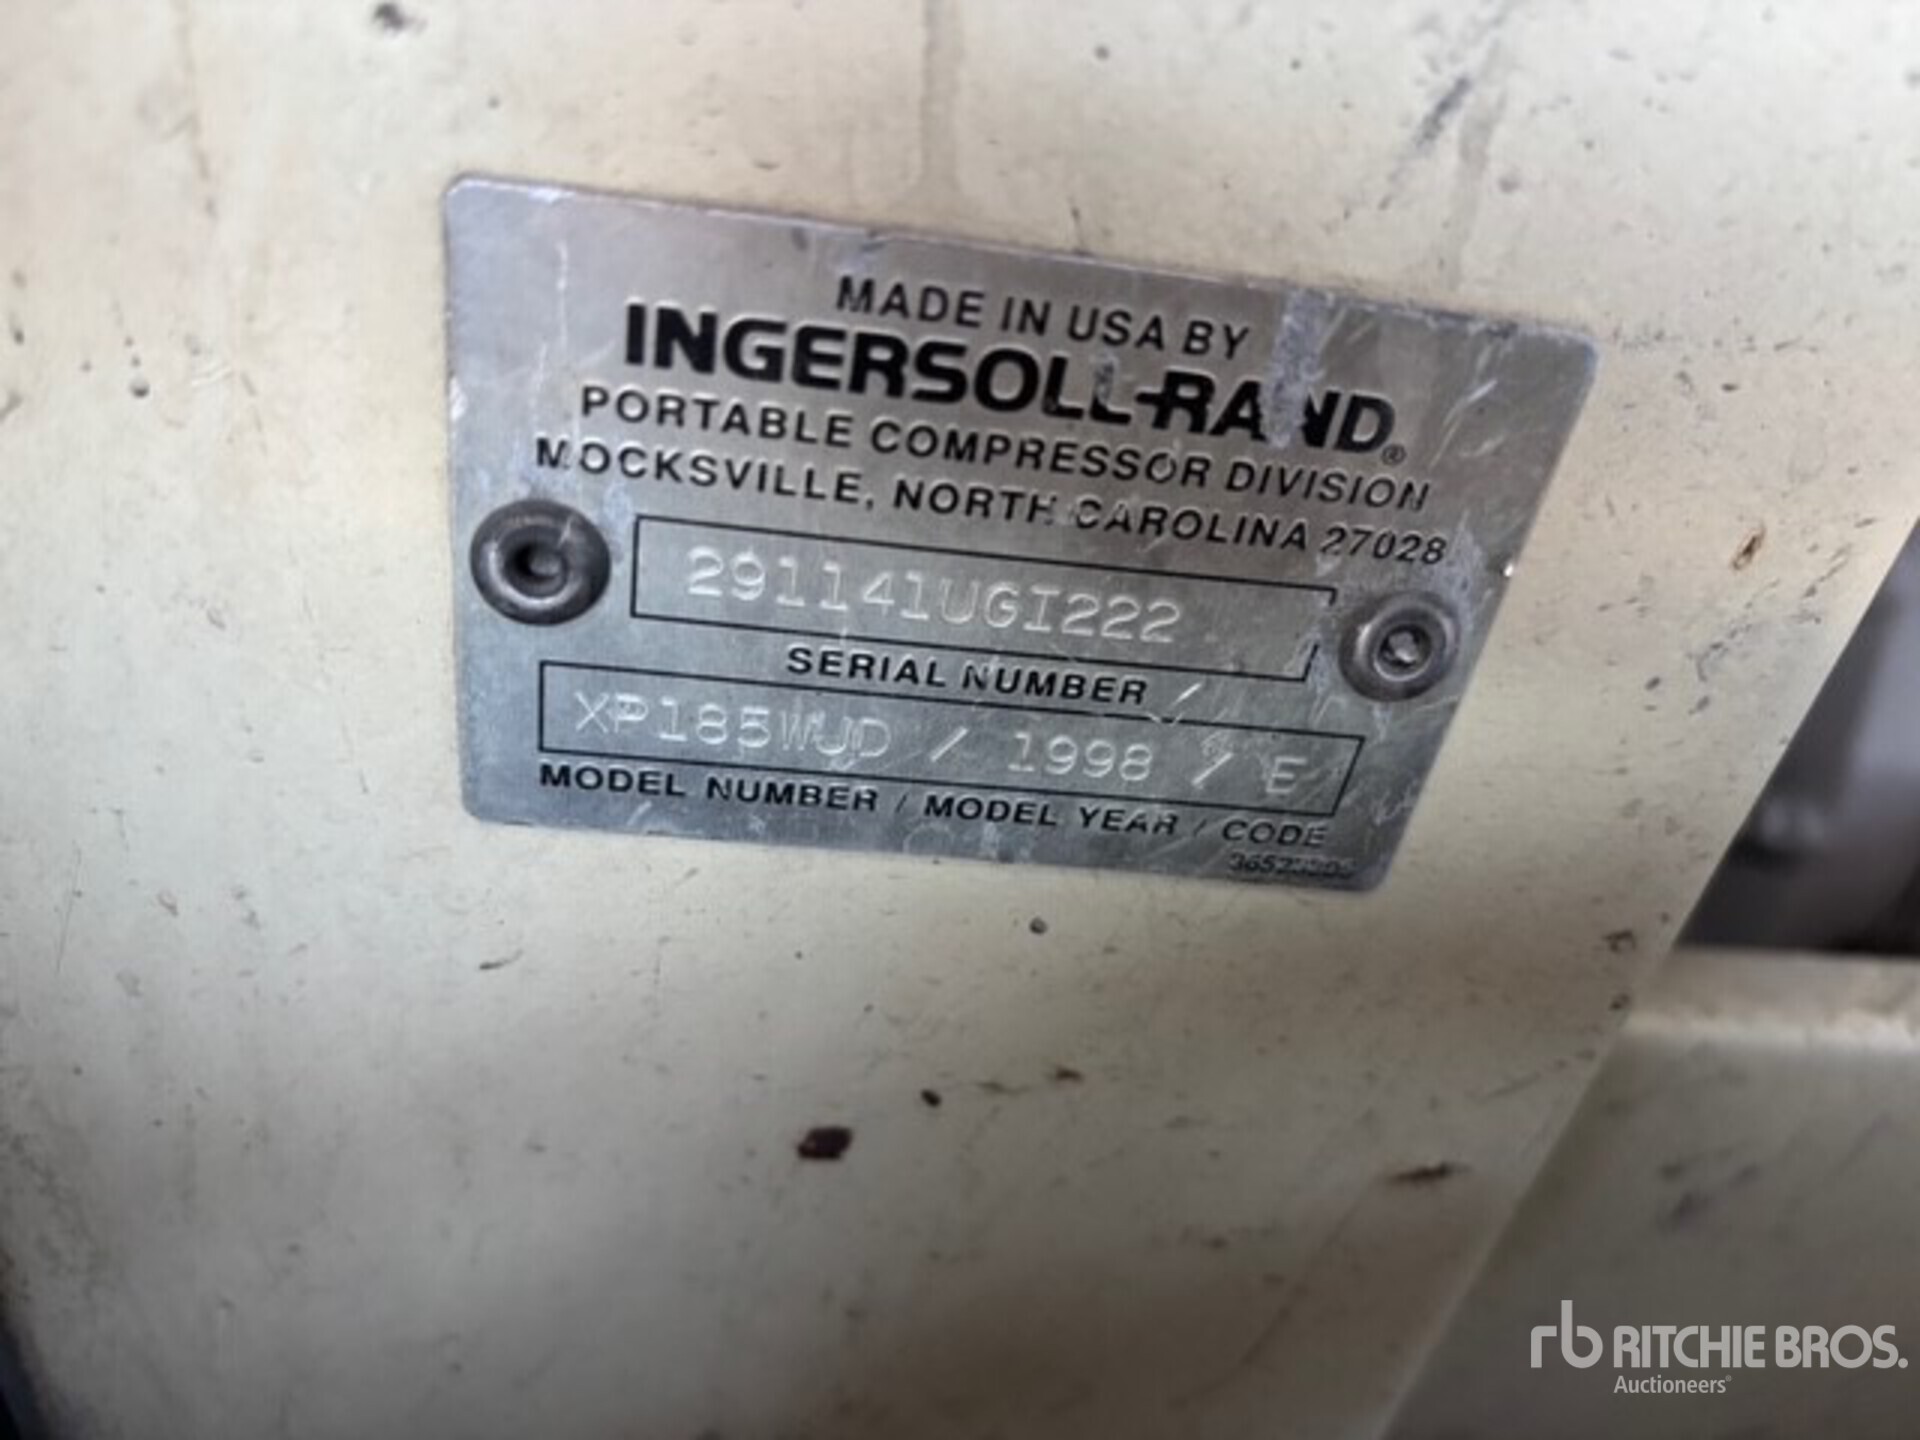 MADE IN USA BY
INGERSOLL-RAND®
PORTABLE COMPRESSOR DIVISION
MOCKSVILLE, NORTH CAROLINA 27028
291141UGI222
SERIAL NUMBER
XP185WJD / 1998 / E
MODEL NUMBER / MODEL YEAR / CODE
rb RITCHIE BROS.
Auctioneers